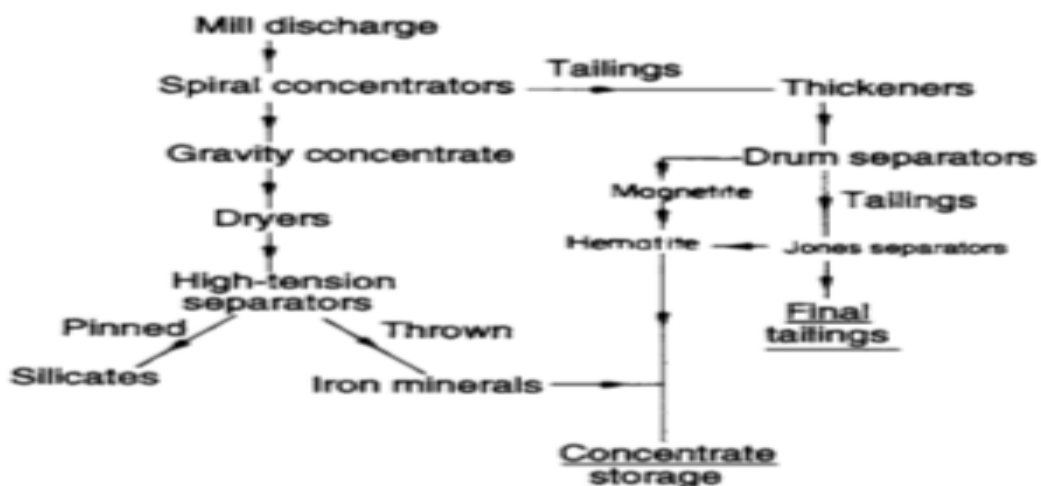 Mill discharge
Spiral concentrators
Tailings
Thickeners
Gravity concentrate
Drum separators
Magnetite
Tailings
Dryers
Hematite
Jones separators
High-tension
separators
Final
tailings
Pinned
Thrown
Silicates
Iron minerals
Concentrate
storage